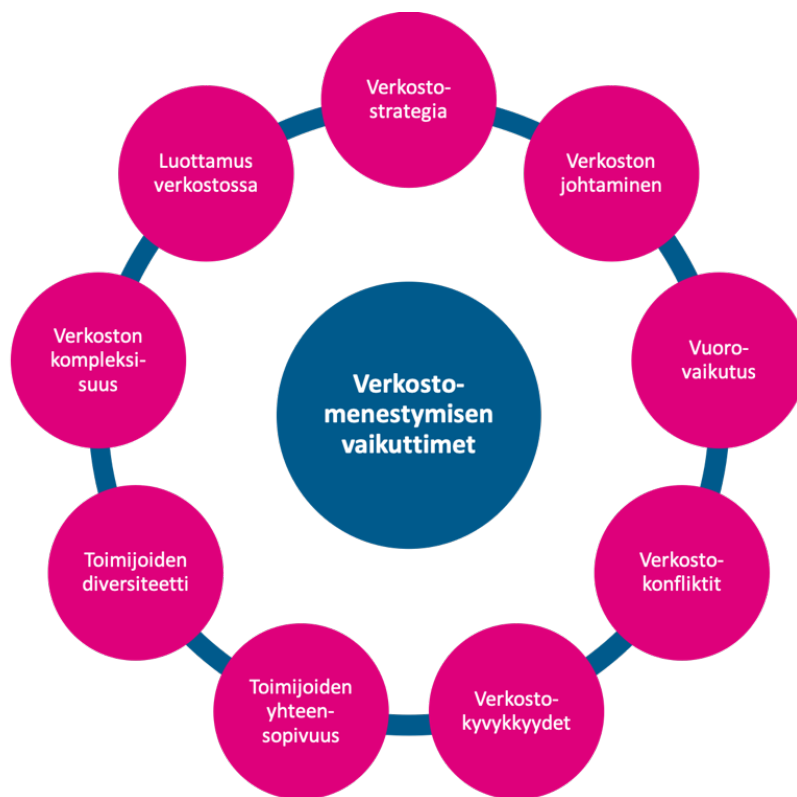 Verkosto-
strategia
Verkoston
johtaminen
Vuoro-
vaikutus
Verkosto-
konfliktit
Verkosto-
kyvykkyydet
Toimijoiden
yhteen-
sopivuus
Toimijoiden
diversiteetti
Verkoston
kompleksi-
suus
Luottamus
verkostossa
Verkosto-
menestymisen
vaikuttimet